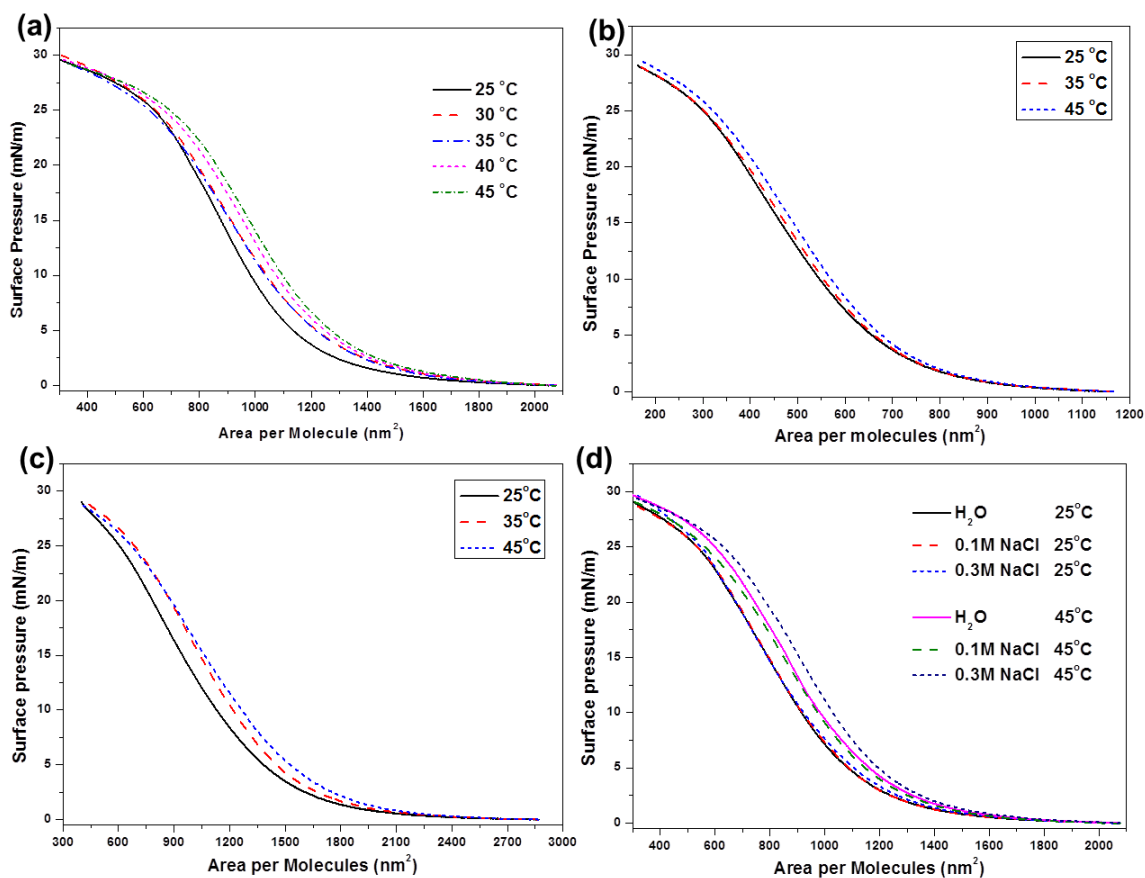 (a)
30
25
20
15
10
5
0
Surface Pressure (mN/m)
25 °C
30 °C
35 °C
40 °C
45 °C
400 600 800 1000 1200 1400 1600 1800 2000
Area per Molecule (nm²)
(b)
30
25
20
15
10
5
0
Surface Pressure (mN/m)
25 °C
35 °C
45 °C
200 300 400 500 600 700 800 900 1000 1100 1200
Area per molecules (nm²)
(c)
30
25
20
15
10
5
0
Surface pressure (mN/m)
25°C
35°C
45°C
300 600 900 1200 1500 1800 2100 2400 2700 3000
Area per Molecules (nm²)
(d)
30
25
20
15
10
5
0
Surface pressure (mN/m)
H₂O 25°C
0.1M NaCl 25°C
0.3M NaCl 25°C
H₂O 45°C
0.1M NaCl 45°C
0.3M NaCl 45°C
400 600 800 1000 1200 1400 1600 1800 2000
Area per Molecules (nm²)